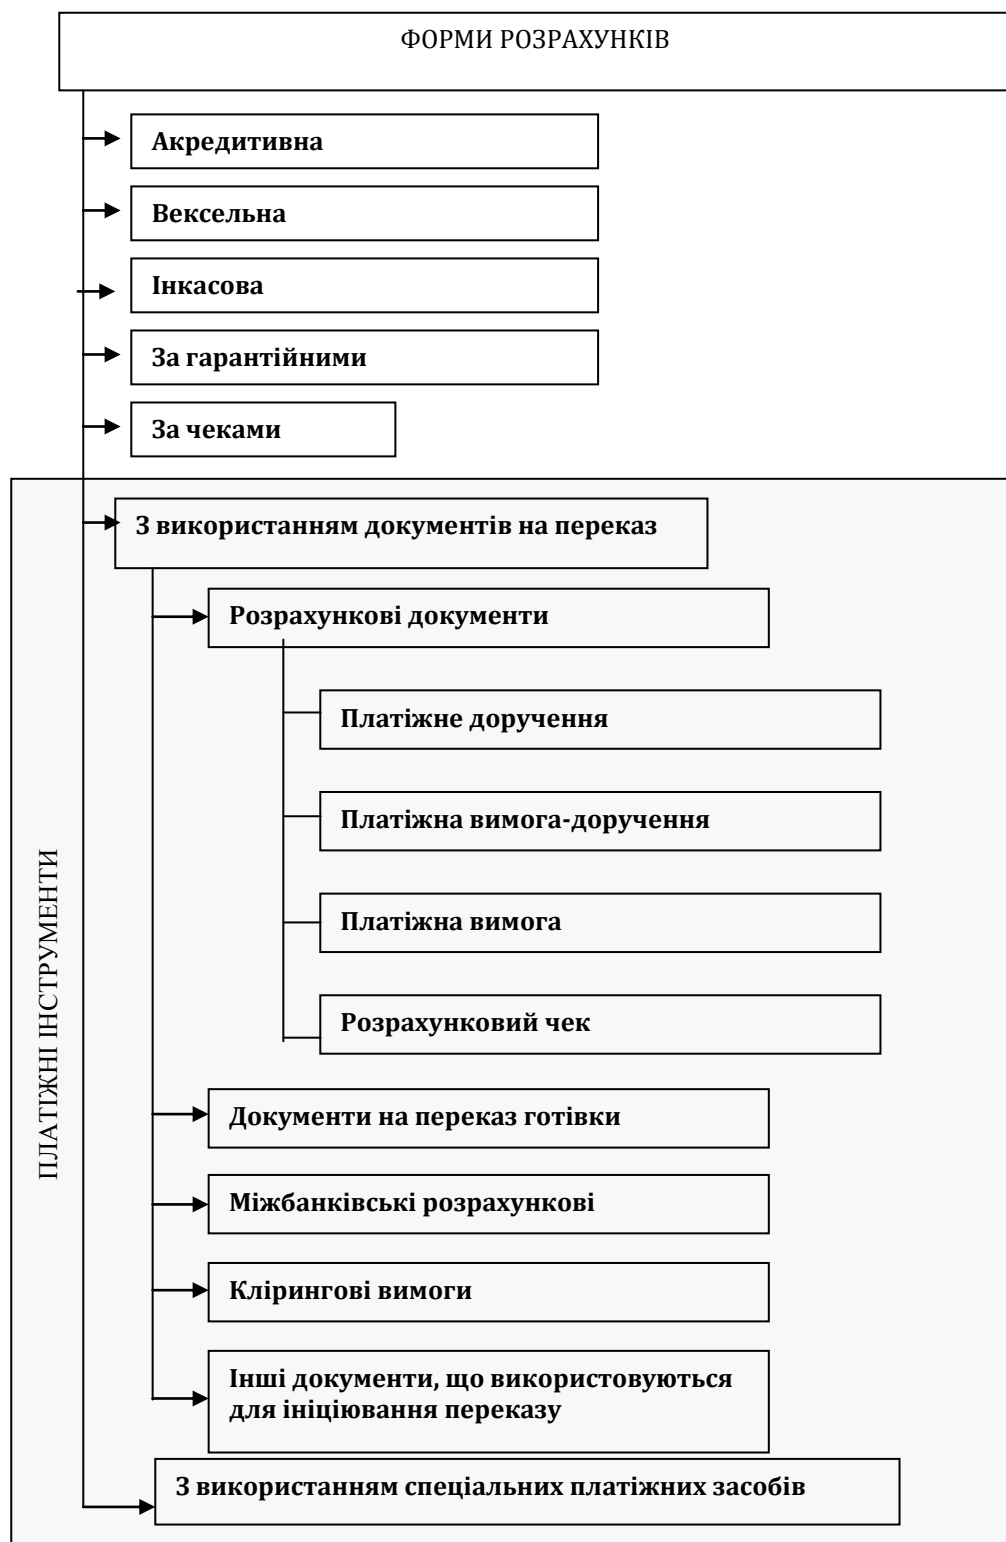 ФОРМИ РОЗРАХУНКІВ
Акредитивна
Вексельна
Інкасова
За гарантійними
За чеками
ПЛАТІЖНІ ІНСТРУМЕНТИ
З використанням документів на переказ
Розрахункові документи
Платіжне доручення
Платіжна вимога-доручення
Платіжна вимога
Розрахунковий чек
Документи на переказ готівки
Міжбанківські розрахункові
Клірингові вимоги
Інші документи, що використовуються
для ініціювання переказу
З використанням спеціальних платіжних засобів